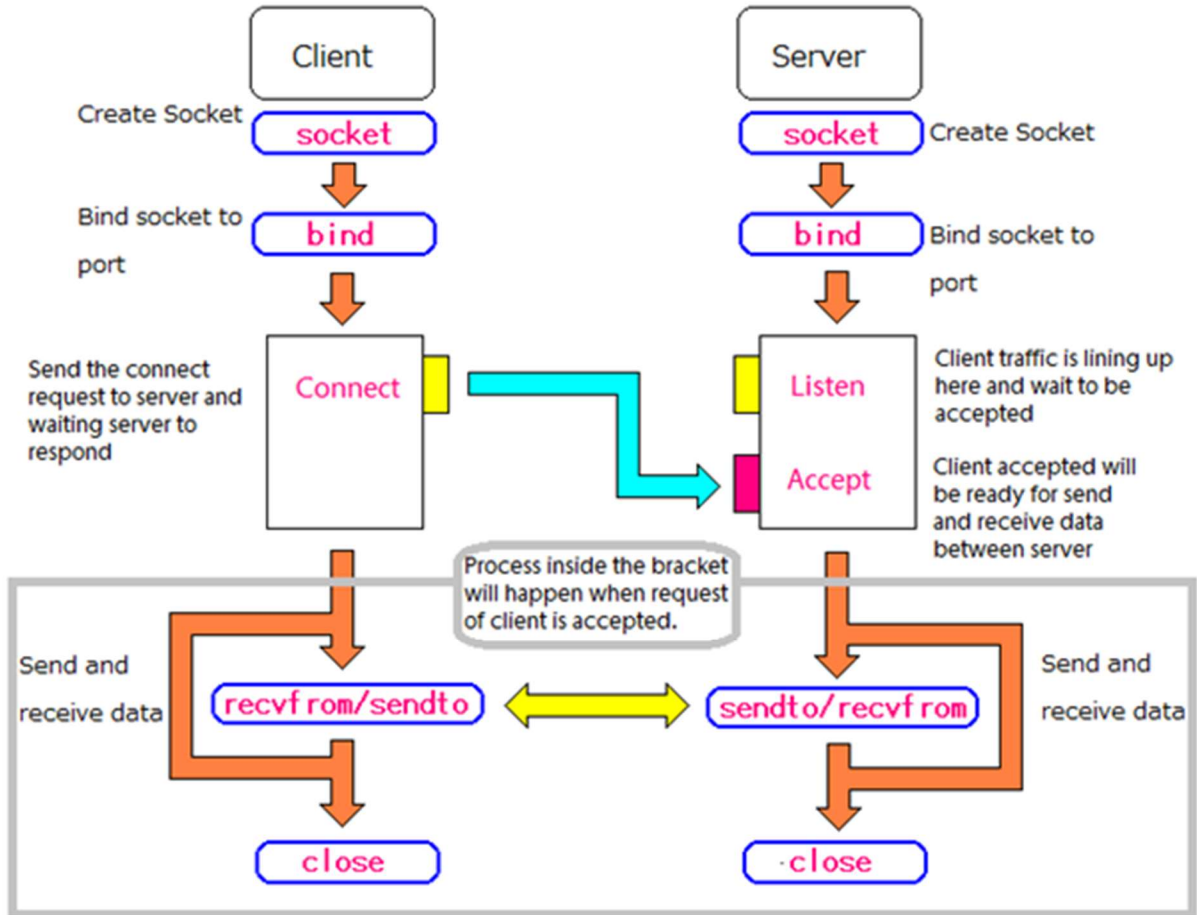 Client
Server
Create Socket
socket
socket
Create Socket
Bind socket to
port
bind
bind
Bind socket to
port
Send the connect
request to server and
waiting server to
respond
Connect
Listen
Client traffic is lining up
here and wait to be
accepted
Accept
Client accepted will
be ready for send
and receive data
between server
Process inside the bracket
will happen when request
of client is accepted.
Send and
receive data
recvfrom/sendto
sendto/recvfrom
Send and
receive data
close
close